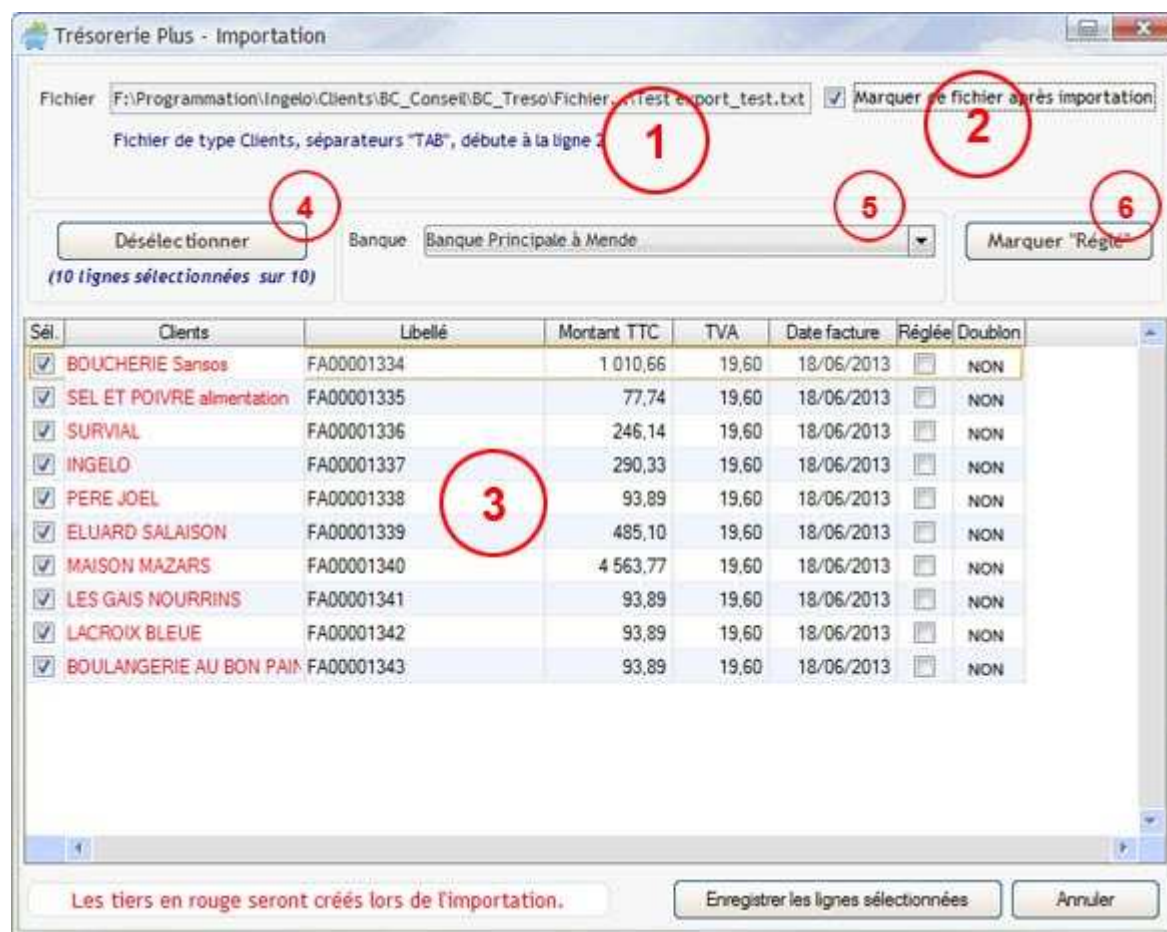 Trésorerie Plus - Importation
Fichier F:\Programmation\Ingelo\Clients\BC_Conseil\BC_Treso\Fichier export_test.txt Marquer ce fichier après importation
Fichier de type Clients, séparateurs "TAB", débute à la ligne 2
1
2
4
5
6
Désélectionner Banque Banque Principale à Mende Marquer "Réglé"
(10 lignes sélectionnées sur 10)
Sél. Clients Libellé Montant TTC TVA Date facture Réglée Doublon
BOUCHERIE Sansos FA00001334 1 010,66 19,60 18/06/2013 NON
SEL ET POIVRE alimentation FA00001335 77,74 19,60 18/06/2013 NON
SURVIAL FA00001336 246,14 19,60 18/06/2013 NON
INGELO FA00001337 290,33 19,60 18/06/2013 NON
PERE JOEL FA00001338 93,89 19,60 18/06/2013 NON
3
ELUARD SALAISON FA00001339 485,10 19,60 18/06/2013 NON
MAISON MAZARS FA00001340 4 563,77 19,60 18/06/2013 NON
LES GAIS NOURRINS FA00001341 93,89 19,60 18/06/2013 NON
LACROIX BLEUE FA00001342 93,89 19,60 18/06/2013 NON
BOULANGERIE AU BON PAIN FA00001343 93,89 19,60 18/06/2013 NON
Les tiers en rouge seront créés lors de l'importation. Enregistrer les lignes sélectionnées Annuler